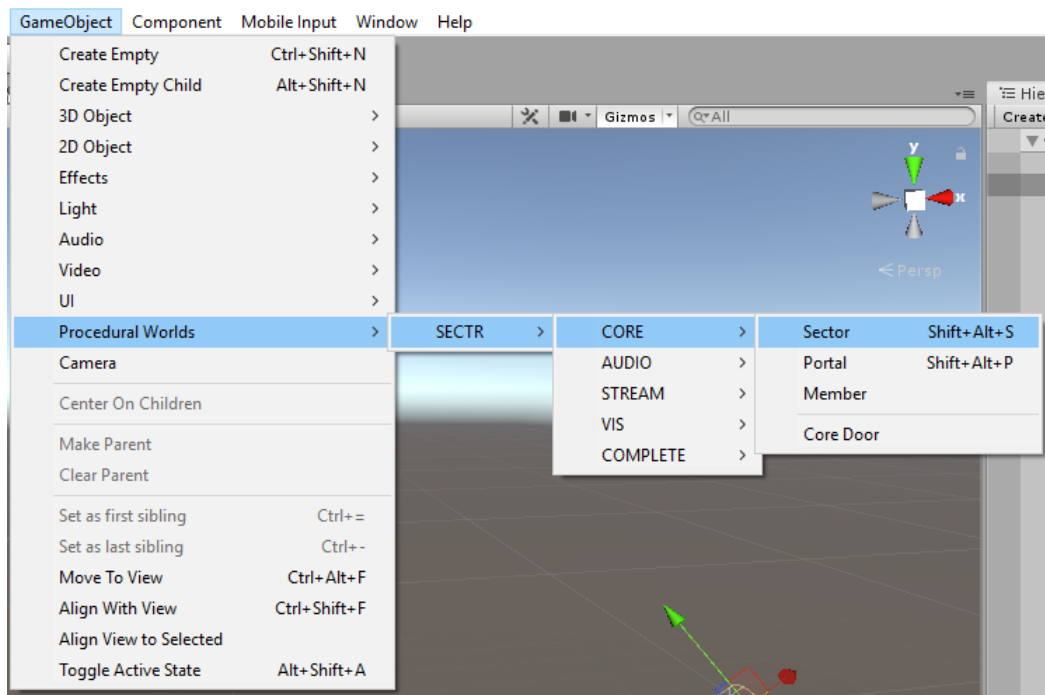 GameObject Component Mobile Input Window Help
Create Empty Ctrl+Shift+N
Create Empty Child Alt+Shift+N
3D Object
2D Object
Effects
Light
Audio
Video
UI
Procedural Worlds
Camera
Center On Children
Make Parent
Clear Parent
Set as first sibling Ctrl+=
Set as last sibling Ctrl+-
Move To View Ctrl+Alt+F
Align With View Ctrl+Shift+F
Align View to Selected
Toggle Active State Alt+Shift+A
SECTR
CORE
AUDIO
STREAM
VIS
COMPLETE
Sector Shift+Alt+S
Portal Shift+Alt+P
Member
Core Door
Gizmos All
y
x
Persp
Hie
Create